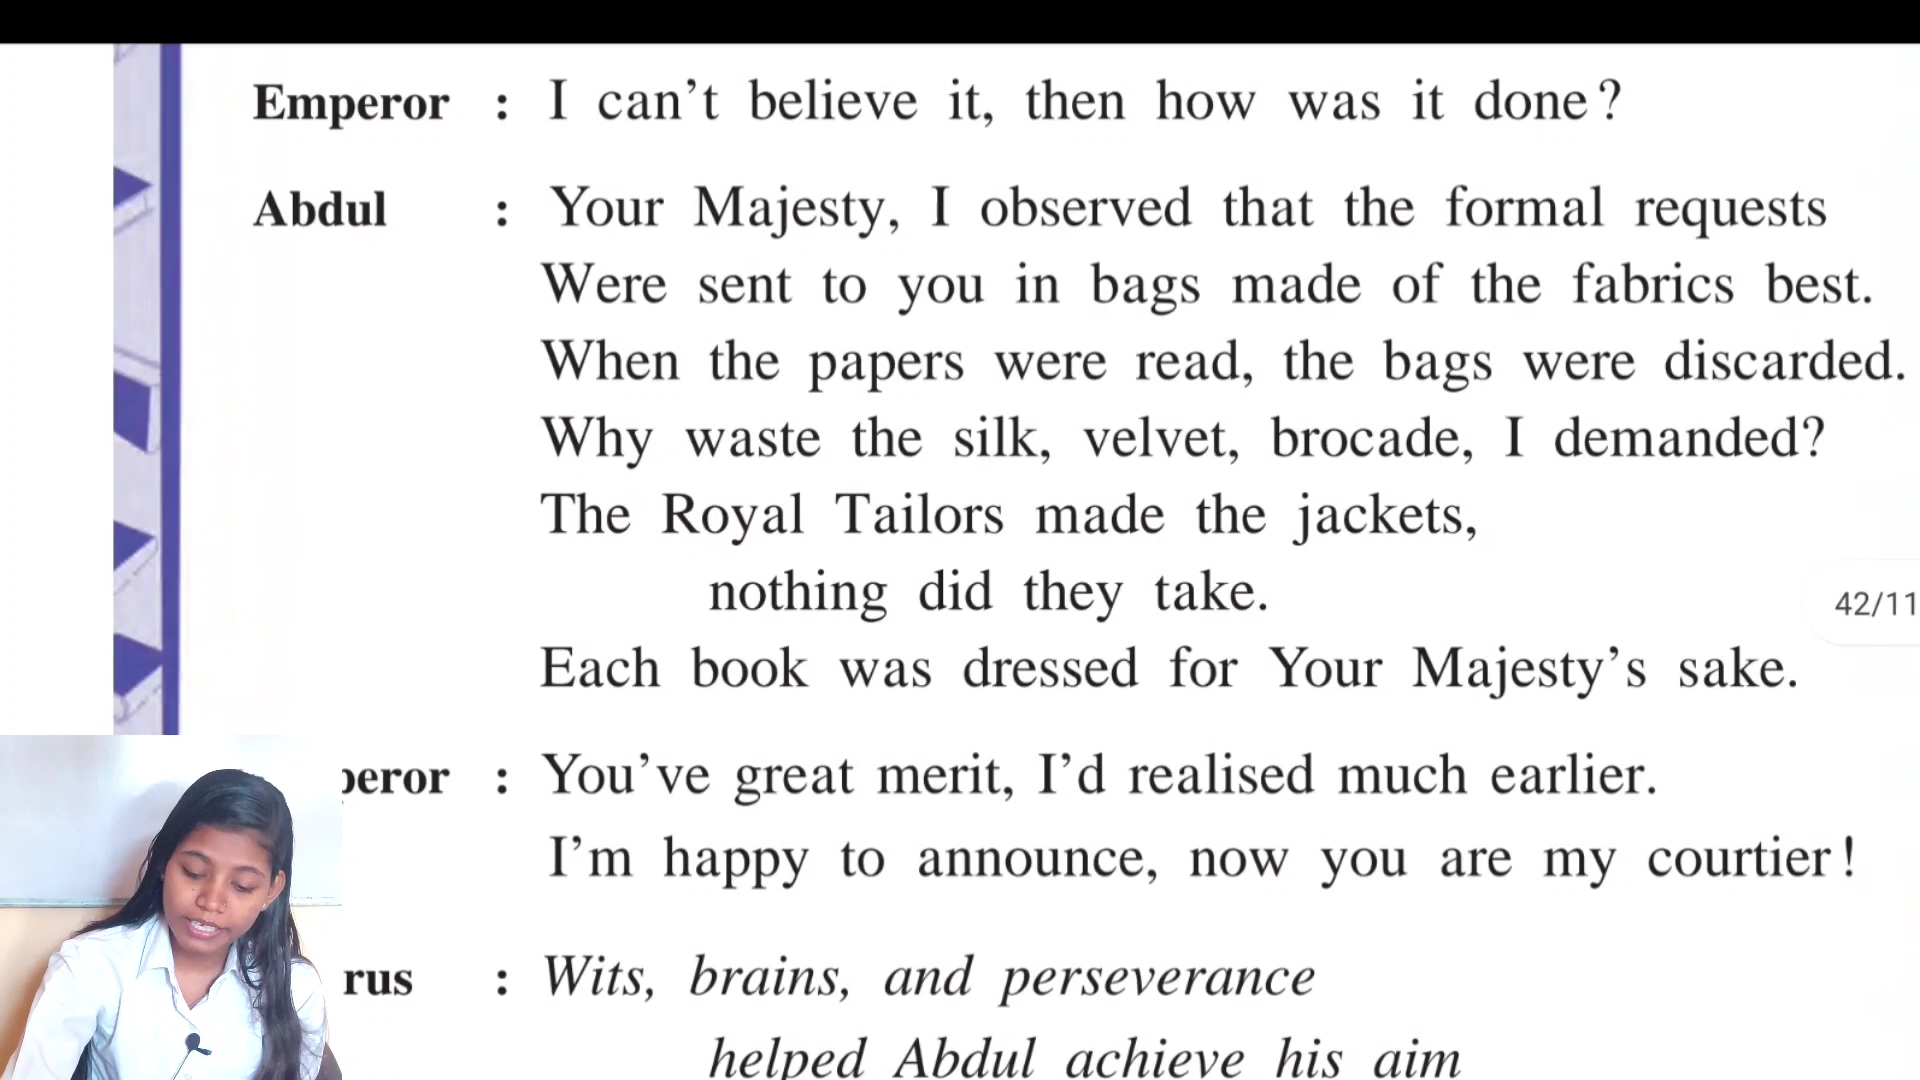 Emperor : I can’t believe it, then how was it done?
Abdul : Your Majesty, I observed that the formal requests
Were sent to you in bags made of the fabrics best.
When the papers were read, the bags were discarded.
Why waste the silk, velvet, brocade, I demanded?
The Royal Tailors made the jackets,
nothing did they take.
42/11
Each book was dressed for Your Majesty’s sake.
peror : You’ve great merit, I’d realised much earlier.
I’m happy to announce, now you are my courtier!
rus : Wits, brains, and perseverance
helped Abdul achieve his aim